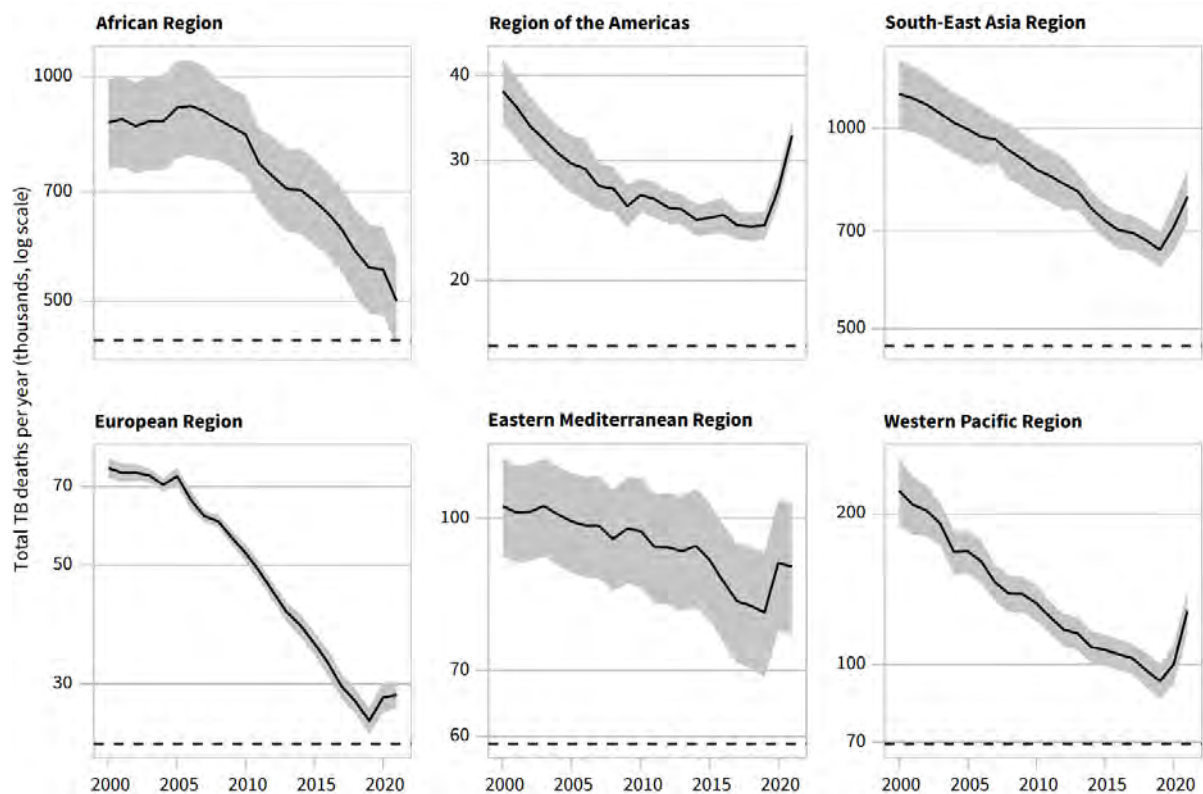 African Region
Region of the Americas
South-East Asia Region
Total TB deaths per year (thousands, log scale)
1000
700
500
40
30
20
1000
700
500
European Region
Eastern Mediterranean Region
Western Pacific Region
70
50
30
100
70
60
200
100
70
2000 2005 2010 2015 2020
2000 2005 2010 2015 2020
2000 2005 2010 2015 2020